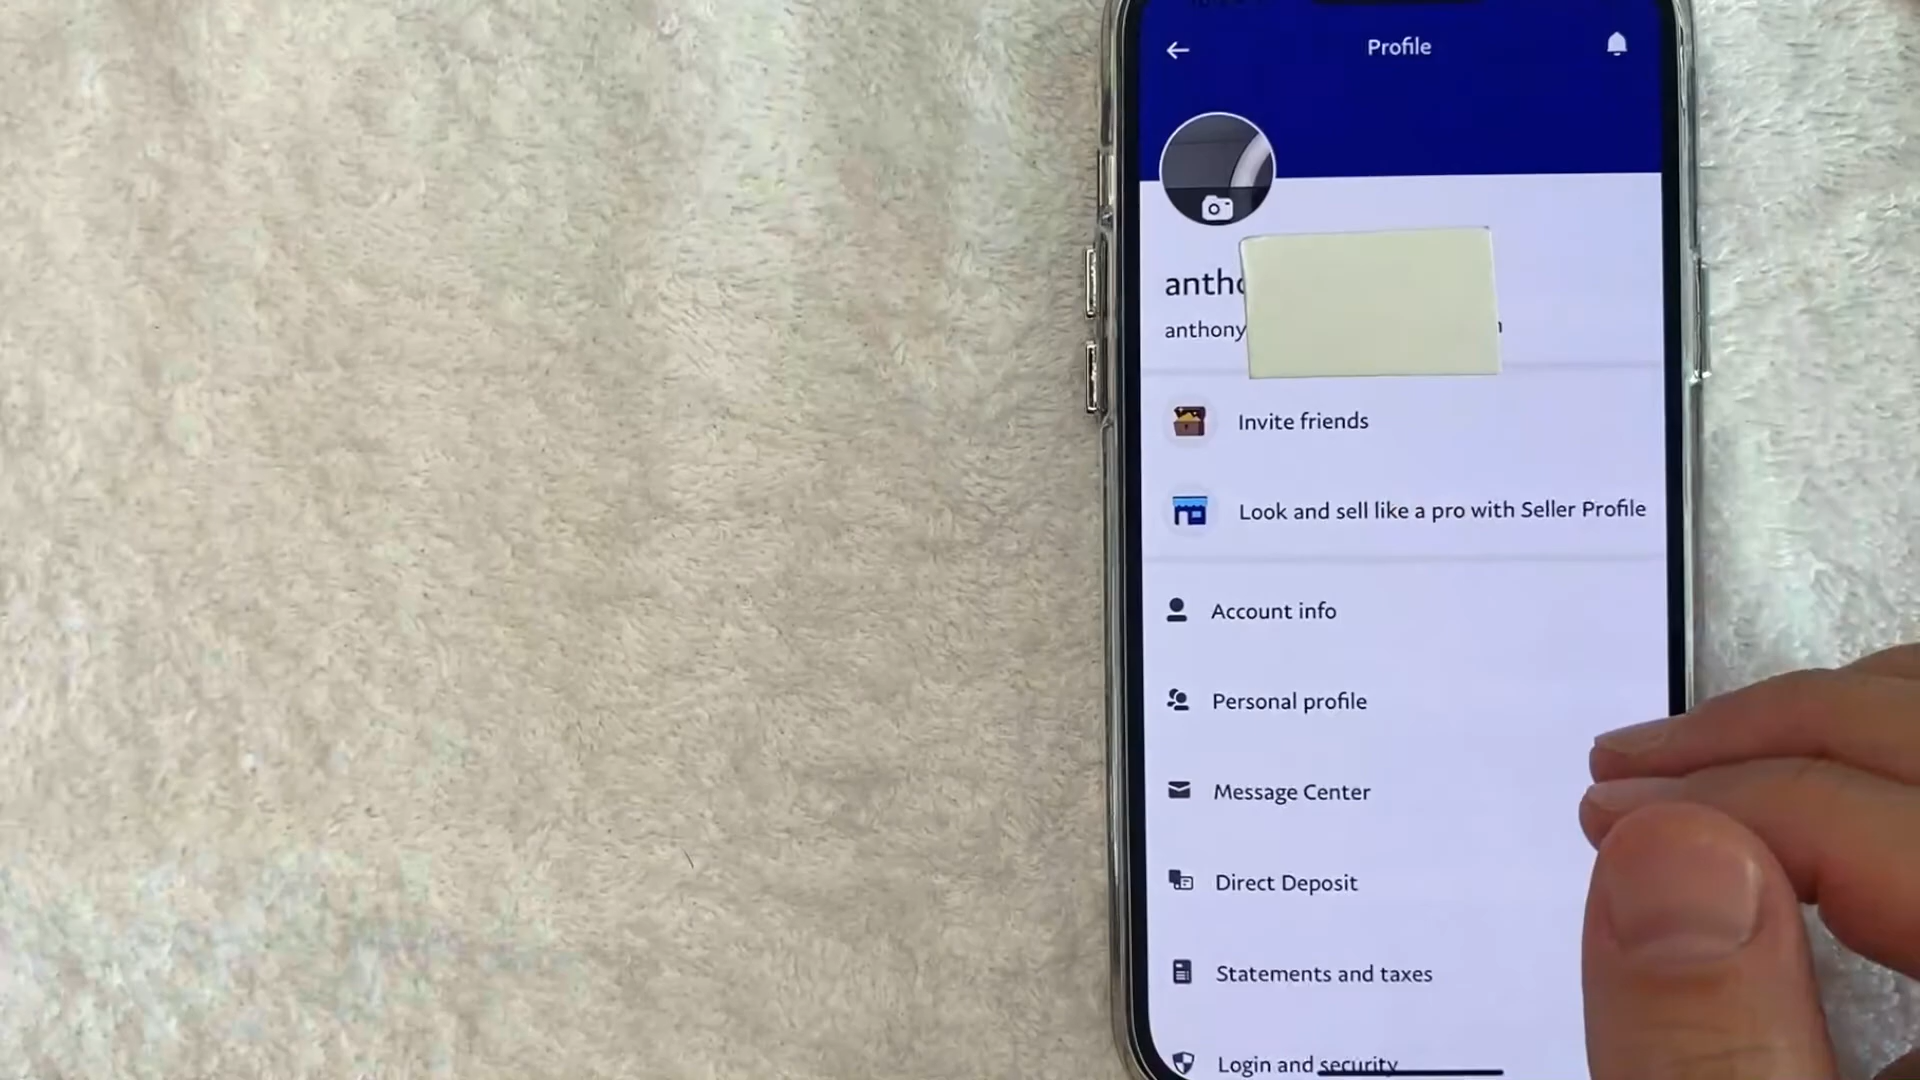 Profile
anthony
Invite friends
Look and sell like a pro with Seller Profile
Account info
Personal profile
Message Center
Direct Deposit
Statements and taxes
Login and security